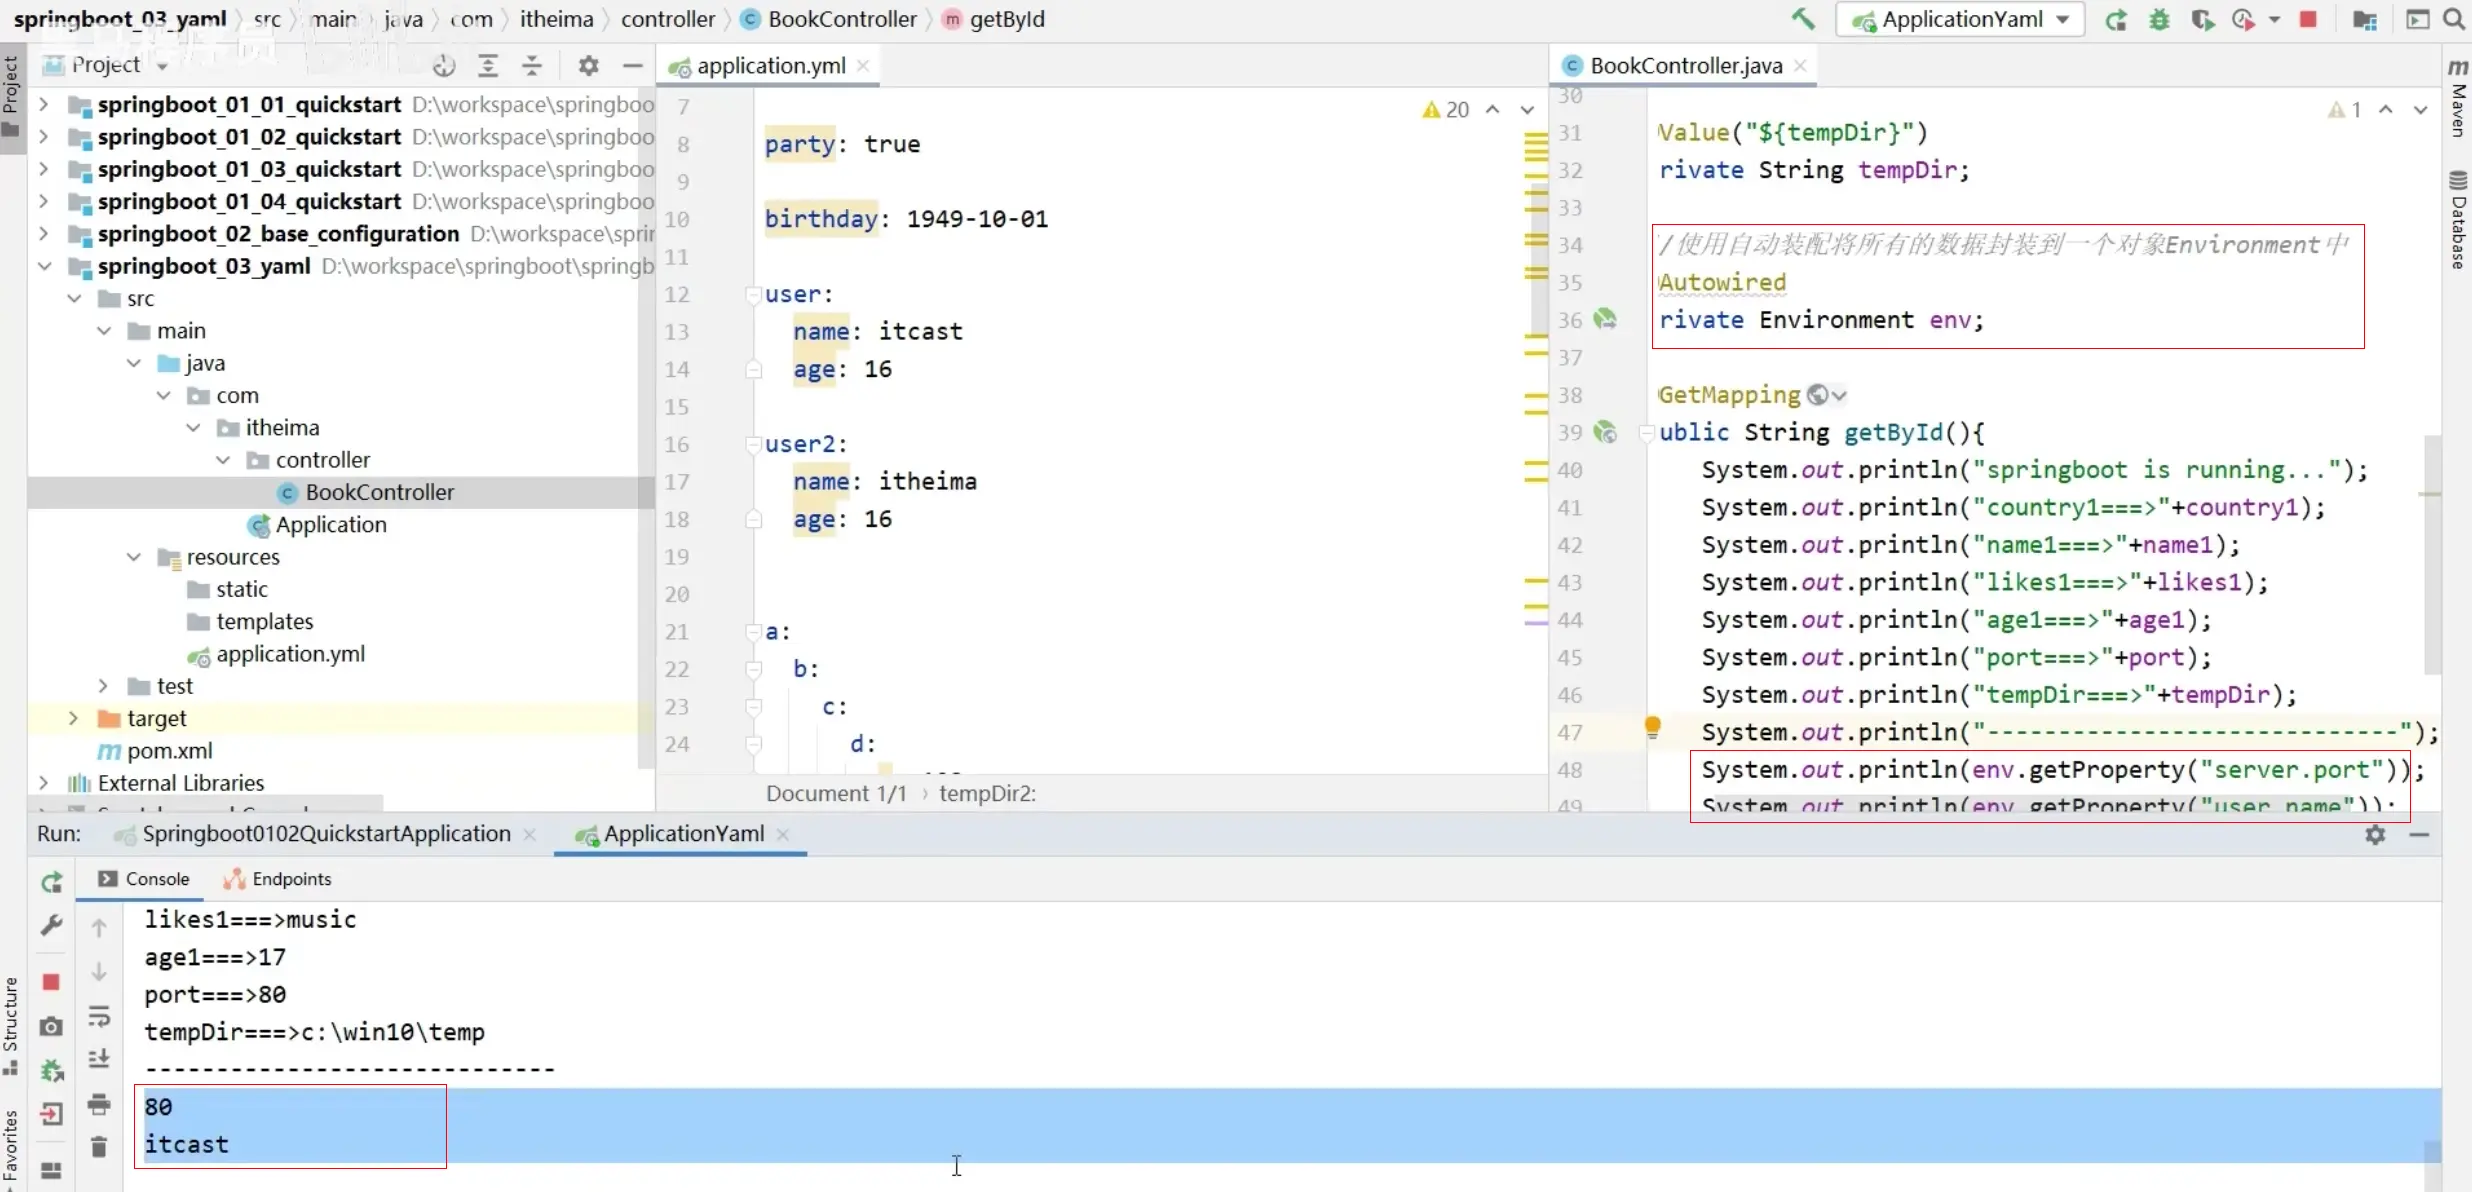 springboot_03_yaml src main java com itheima controller BookController getById ApplicationYaml
Project
application.yml
BookController.java
Project
Maven
Database
springboot_01_01_quickstart D:\workspace\springboo
springboot_01_02_quickstart D:\workspace\springboo
springboot_01_03_quickstart D:\workspace\springboo
springboot_01_04_quickstart D:\workspace\springboo
springboot_02_base_configuration D:\workspace\sprin
springboot_03_yaml D:\workspace\springboot\springb
src
main
java
com
itheima
controller
BookController
Application
resources
static
templates
application.yml
test
target
pom.xml
External Libraries
20
7
8 party: true
9
10 birthday: 1949-10-01
11
12 user:
13 name: itcast
14 age: 16
15
16 user2:
17 name: itheima
18 age: 16
19
20
21 a:
22 b:
23 c:
24 d:
Document 1/1 › tempDir2:
1
30
31 Value("${tempDir}")
32 rivate String tempDir;
33
34 /使用自动装配将所有的数据封装到一个对象Environment中
35 Autowired
36 rivate Environment env;
37
38 GetMapping
39 ublic String getById(){
40 System.out.println("springboot is running...");
41 System.out.println("country1===>"+country1);
42 System.out.println("name1===>"+name1);
43 System.out.println("likes1===>"+likes1);
44 System.out.println("age1===>"+age1);
45 System.out.println("port===>"+port);
46 System.out.println("tempDir===>"+tempDir);
47 System.out.println("-----------------------------");
48 System.out.println(env.getProperty("server.port"));
49 System.out.println(env.getProperty("user.name"));
Run: Springboot0102QuickstartApplication ApplicationYaml
Console Endpoints
likes1===>music
age1===>17
port===>80
tempDir===>c:\win10\temp
-----------------------------
80
itcast
Structure
Favorites